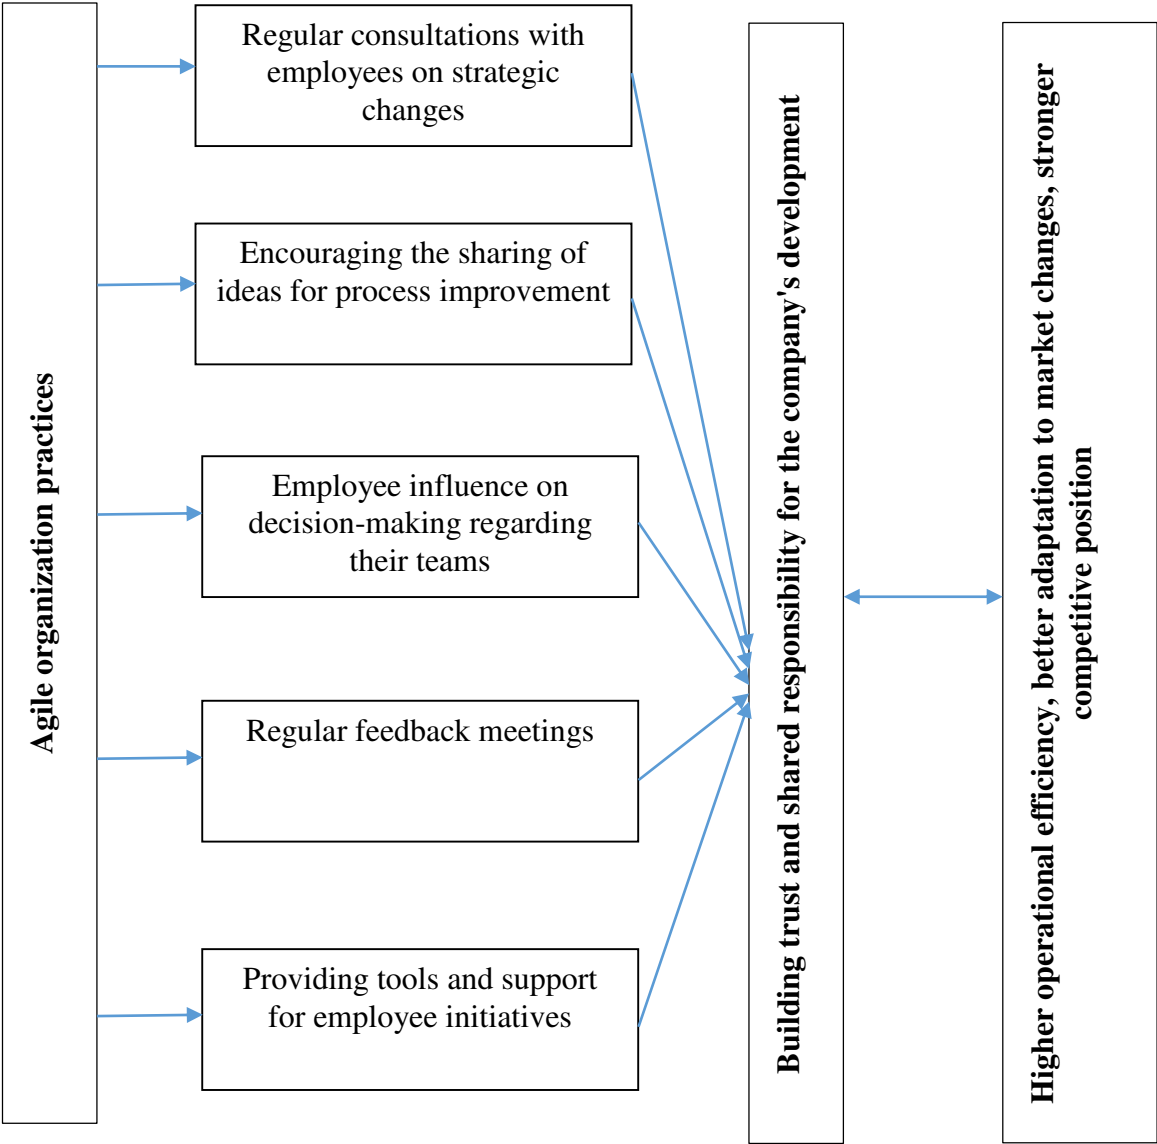 Agile organization practices
Regular consultations with
employees on strategic
changes
Encouraging the sharing of
ideas for process improvement
Employee influence on
decision-making regarding
their teams
Regular feedback meetings
Providing tools and support
for employee initiatives
Building trust and shared responsibility for the company's development
Higher operational efficiency, better adaptation to market changes, stronger
competitive position